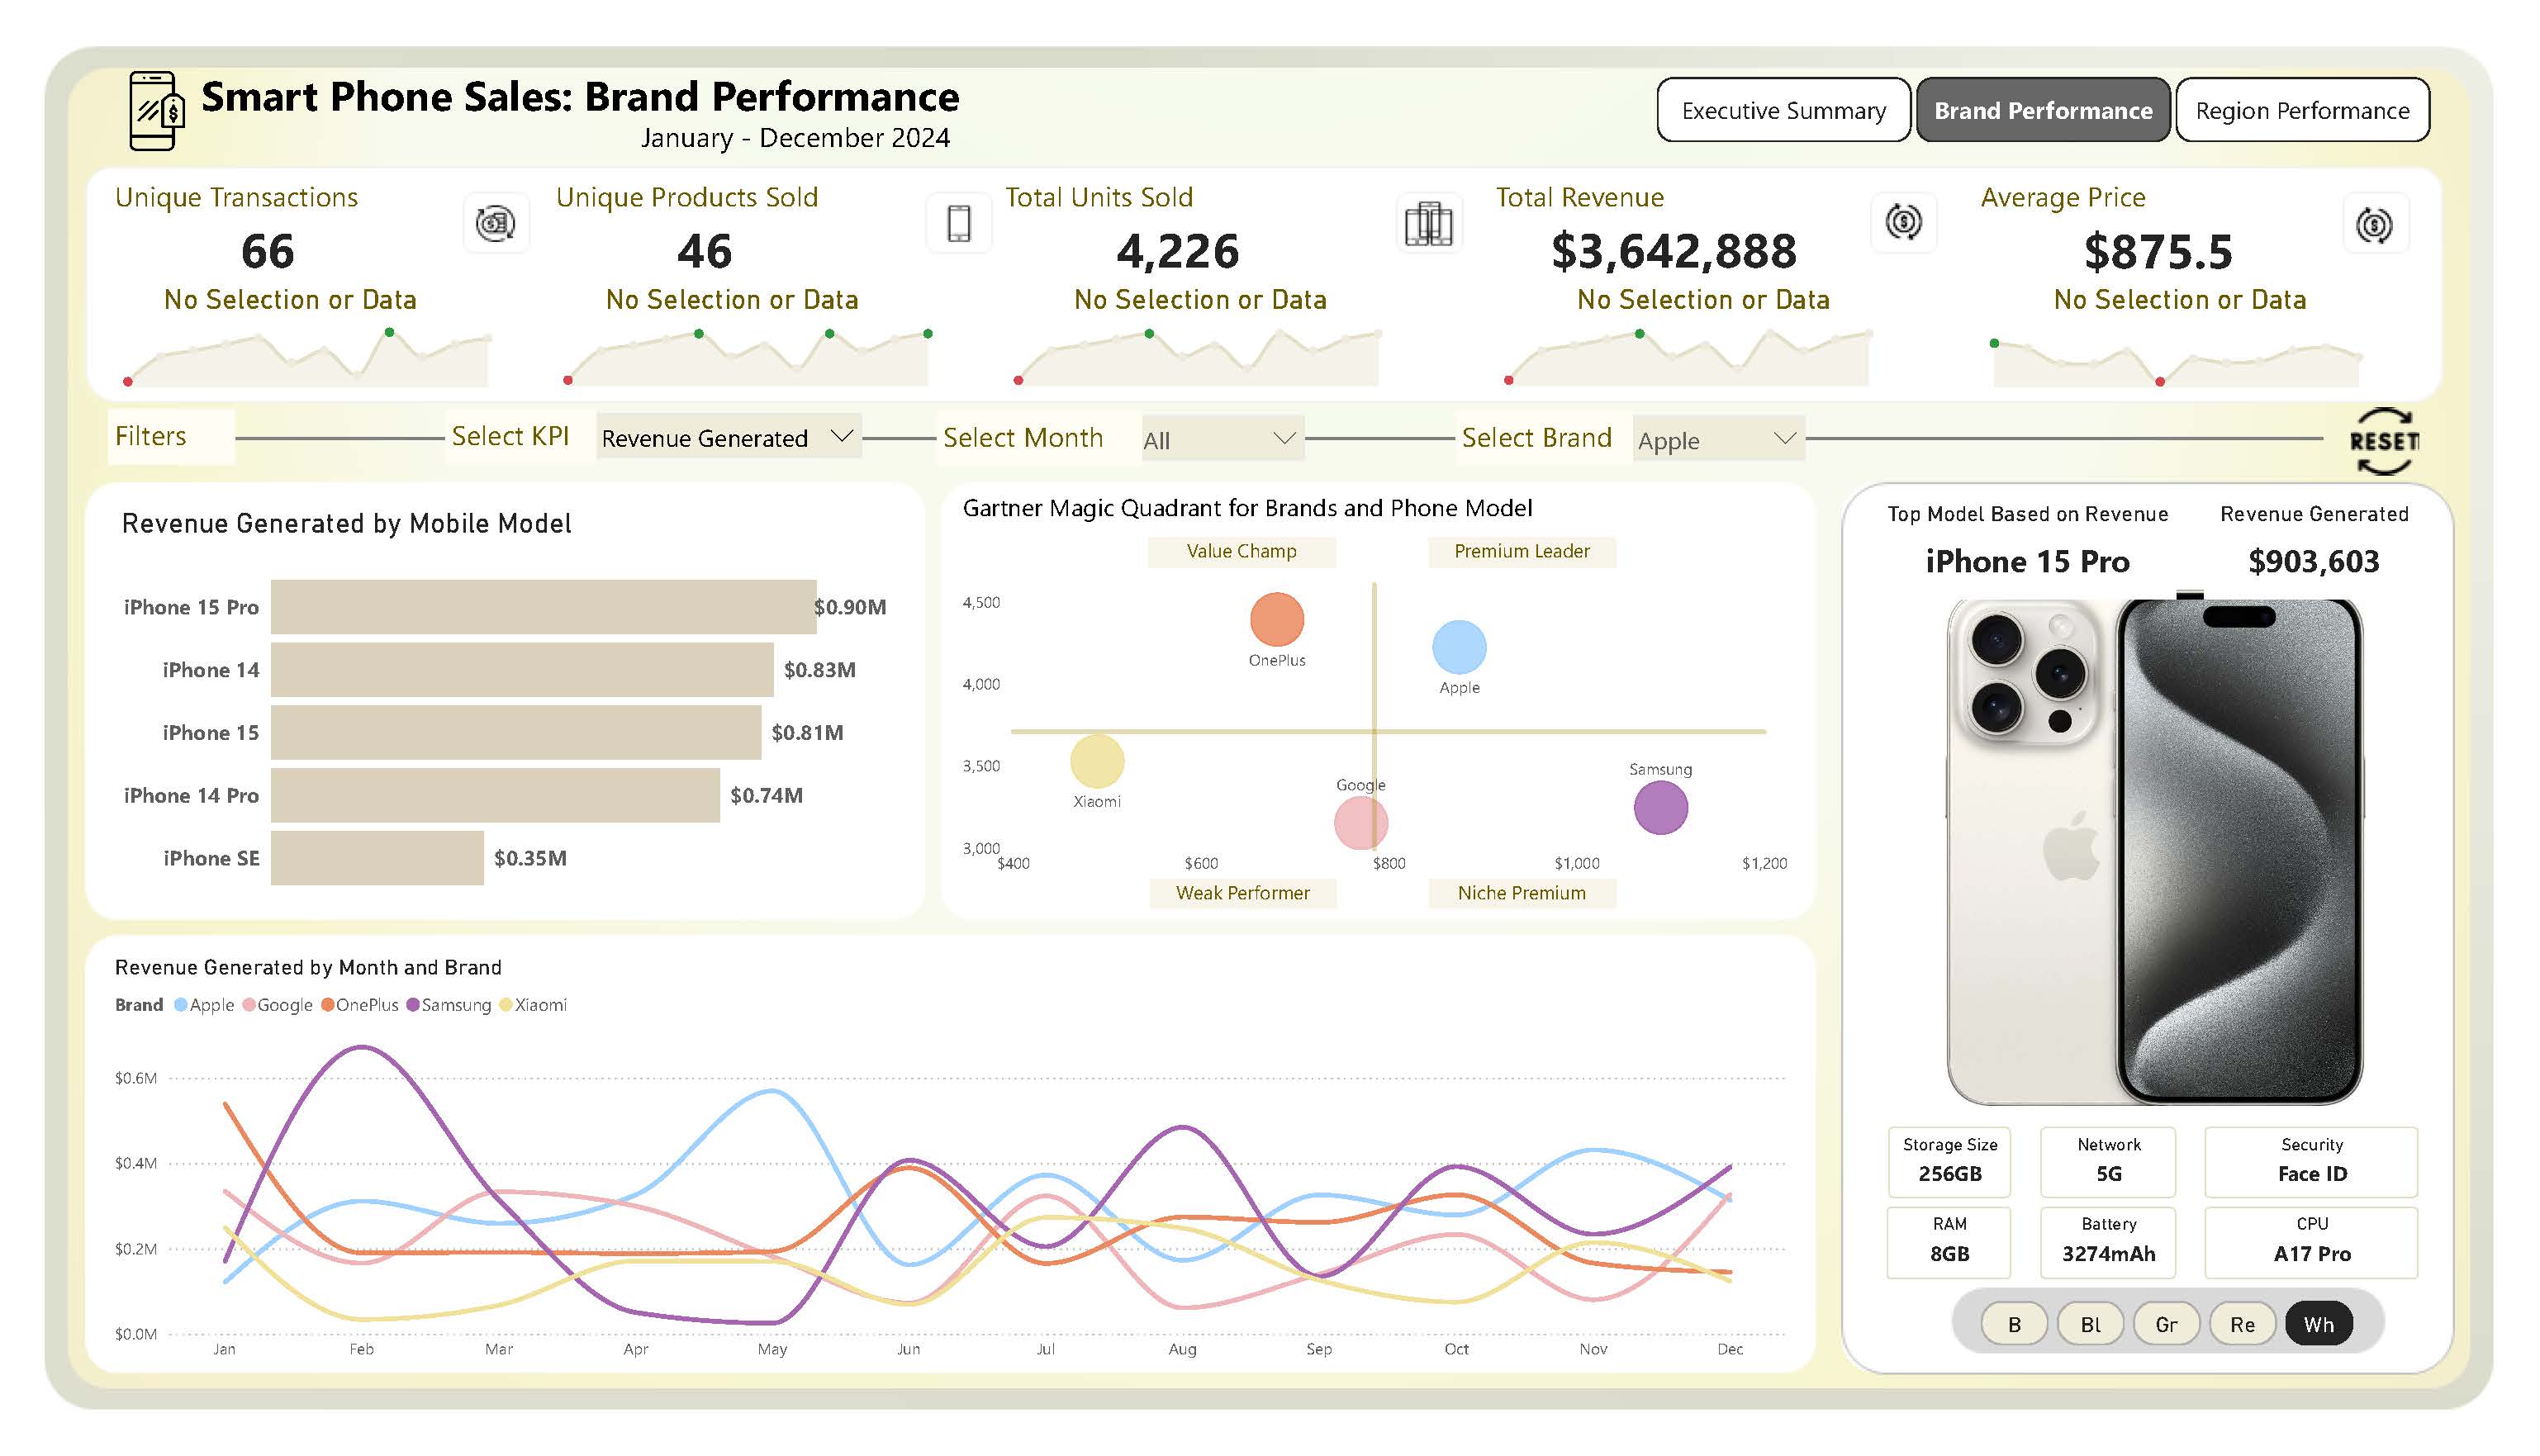 Smart Phone Sales: Brand Performance
January - December 2024
Executive Summary
Brand Performance
Region Performance
Unique Transactions
66
No Selection or Data
Unique Products Sold
46
No Selection or Data
Total Units Sold
4,226
No Selection or Data
Total Revenue
$3,642,888
No Selection or Data
Average Price
$875.5
No Selection or Data
Filters
Select KPI
Revenue Generated
Select Month
All
Select Brand
Apple
RESET
Revenue Generated by Mobile Model
iPhone 15 Pro $0.90M
iPhone 14 $0.83M
iPhone 15 $0.81M
iPhone 14 Pro $0.74M
iPhone SE $0.35M
Gartner Magic Quadrant for Brands and Phone Model
Value Champ
Premium Leader
4,500
4,000
3,500
3,000
OnePlus
Apple
Xiaomi
Google
Samsung
$400 $600 $800 $1,000 $1,200
Weak Performer
Niche Premium
Revenue Generated by Month and Brand
Brand Apple Google OnePlus Samsung Xiaomi
$0.6M
$0.4M
$0.2M
$0.0M
Jan Feb Mar Apr May Jun Jul Aug Sep Oct Nov Dec
Top Model Based on Revenue
iPhone 15 Pro
Revenue Generated
$903,603
Storage Size
256GB
Network
5G
Security
Face ID
RAM
8GB
Battery
3274mAh
CPU
A17 Pro
B Bl Gr Re Wh